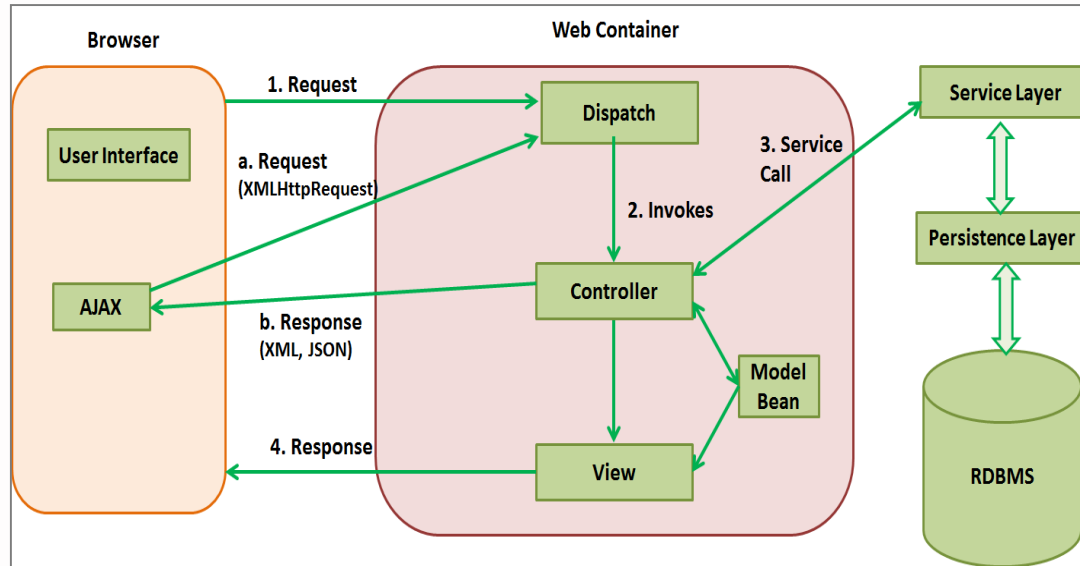 Browser
Web Container
1. Request
Dispatch
Service Layer
User Interface
a. Request
(XMLHttpRequest)
3. Service
Call
2. Invokes
Persistence Layer
AJAX
Controller
b. Response
(XML, JSON)
Model
Bean
4. Response
View
RDBMS